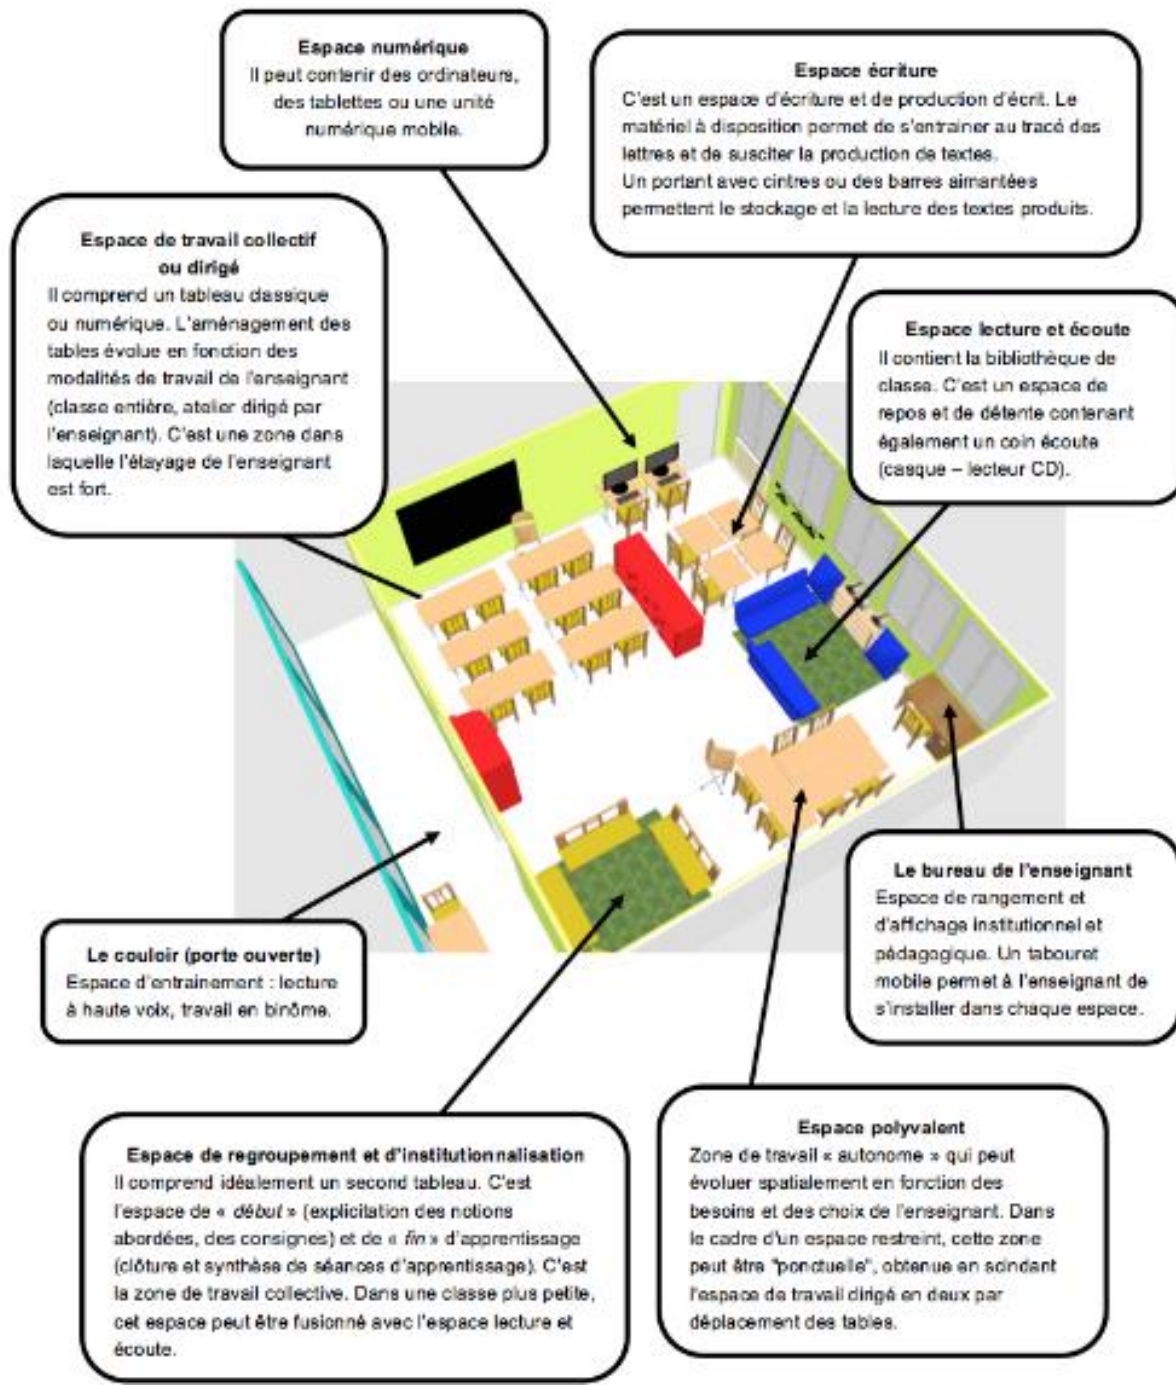 Espace numérique
Il peut contenir des ordinateurs,
des tablettes ou une unité
numérique mobile.
Espace écriture
C'est un espace d'écriture et de production d'écrit. Le
matériel à disposition permet de s'entrainer au tracé des
lettres et de susciter la production de textes.
Un portant avec cintres ou des barres aimantées
permettent le stockage et la lecture des textes produits.
Espace de travail collectif
ou dirigé
Il comprend un tableau classique
ou numérique. L'aménagement des
tables évolue en fonction des
modalités de travail de l'enseignant
(classe entière, atelier dirigé par
l'enseignant). C'est une zone dans
laquelle l'étayage de l'enseignant
est fort.
Espace lecture et écoute
Il contient la bibliothèque de
classe. C'est un espace de
repos et de détente contenant
également un coin écoute
(casque – lecteur CD).
Le bureau de l'enseignant
Espace de rangement et
d'affichage institutionnel et
pédagogique. Un tabouret
mobile permet à l'enseignant de
s'installer dans chaque espace.
Le couloir (porte ouverte)
Espace d'entrainement : lecture
à haute voix, travail en binôme.
Espace de regroupement et d'institutionnalisation
Il comprend idéalement un second tableau. C'est
l'espace de « début » (explicitation des notions
abordées, des consignes) et de « fin » d'apprentissage
(clôture et synthèse de séances d'apprentissage). C'est
la zone de travail collective. Dans une classe plus petite,
cet espace peut être fusionné avec l'espace lecture et
écoute.
Espace polyvalent
Zone de travail « autonome » qui peut
évoluer spatialement en fonction des
besoins et des choix de l'enseignant. Dans
le cadre d'un espace restreint, cette zone
peut être "ponctuelle", obtenue en scindant
l'espace de travail dirigé en deux par
déplacement des tables.